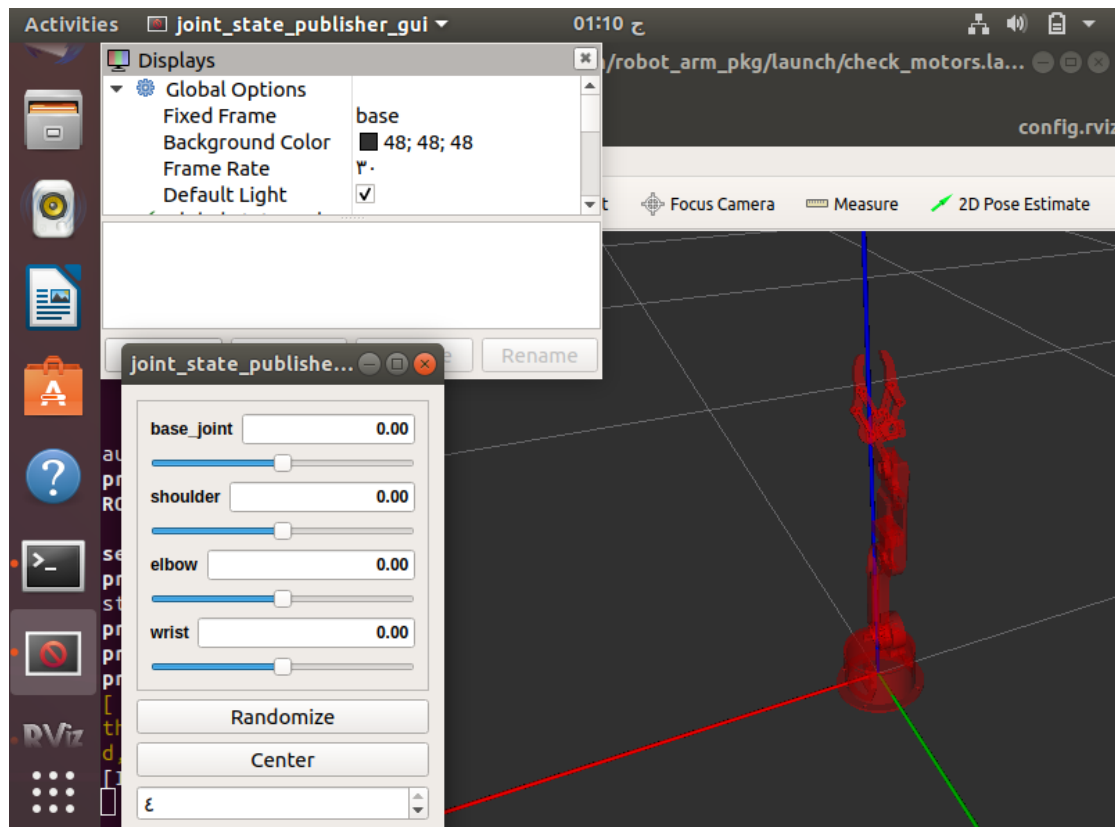 Activities joint_state_publisher_gui 01:10 ج
Displays
/robot_arm_pkg/launch/check_motors.la...
Global Options
Fixed Frame base
Background Color 48; 48; 48
Frame Rate ٣٠
Default Light
config.rviz
Focus Camera Measure 2D Pose Estimate
Rename
joint_state_publishe...
base_joint 0.00
shoulder 0.00
elbow 0.00
wrist 0.00
Randomize
Center
٤
RViz